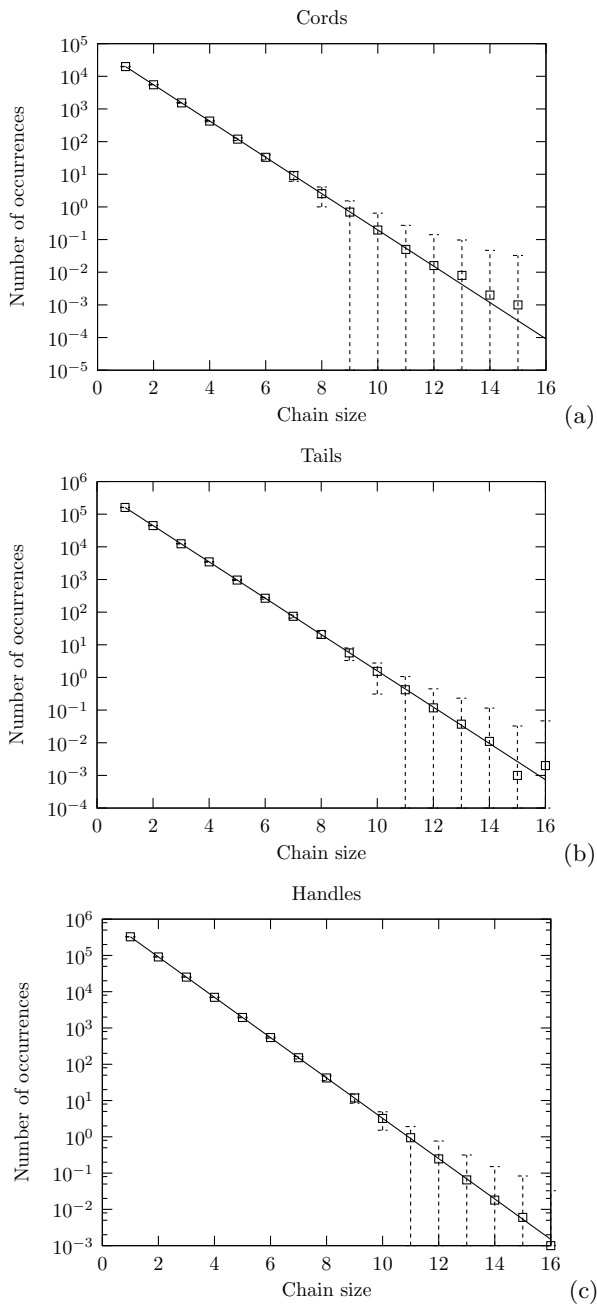 Cords
Number of occurrences
10^5
10^4
10^3
10^2
10^1
10^0
10^-1
10^-2
10^-3
10^-4
10^-5
0 2 4 6 8 10 12 14 16
Chain size
(a)
Tails
Number of occurrences
10^6
10^5
10^4
10^3
10^2
10^1
10^0
10^-1
10^-2
10^-3
10^-4
0 2 4 6 8 10 12 14 16
Chain size
(b)
Handles
Number of occurrences
10^6
10^5
10^4
10^3
10^2
10^1
10^0
10^-1
10^-2
10^-3
0 2 4 6 8 10 12 14 16
Chain size
(c)